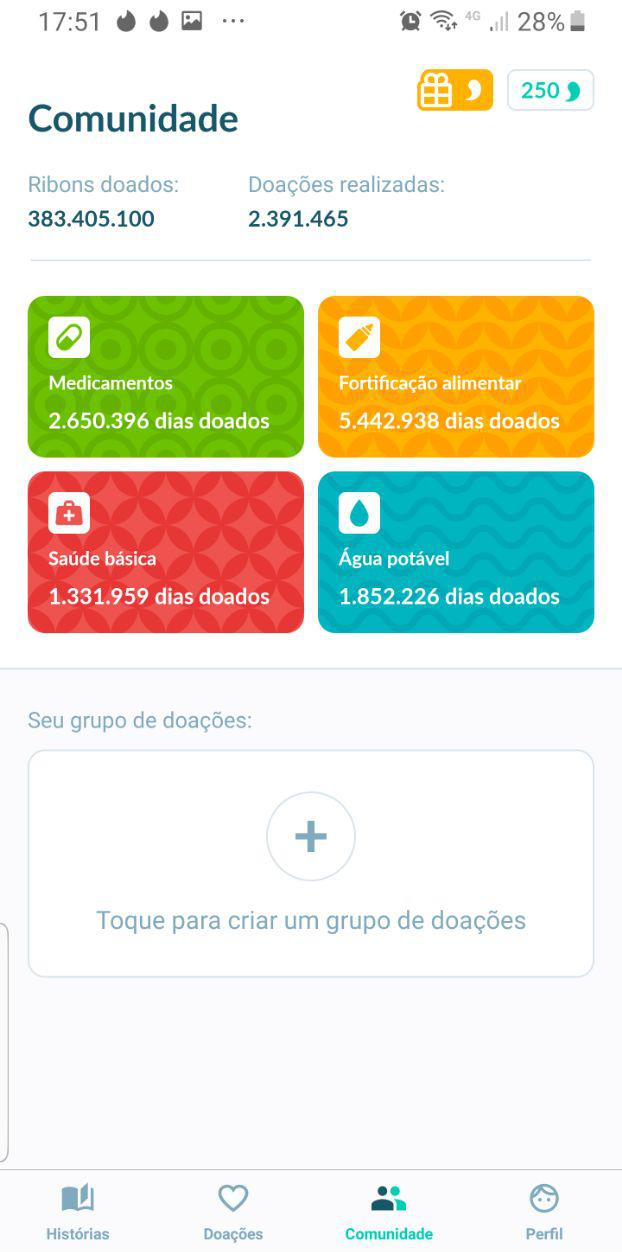 17:51 4G 28%
250
Comunidade
Ribons doados: Doações realizadas:
383.405.100 2.391.465
Medicamentos
2.650.396 dias doados
Fortificação alimentar
5.442.938 dias doados
Saúde básica
1.331.959 dias doados
Água potável
1.852.226 dias doados
Seu grupo de doações:
Toque para criar um grupo de doações
Histórias Doações Comunidade Perfil